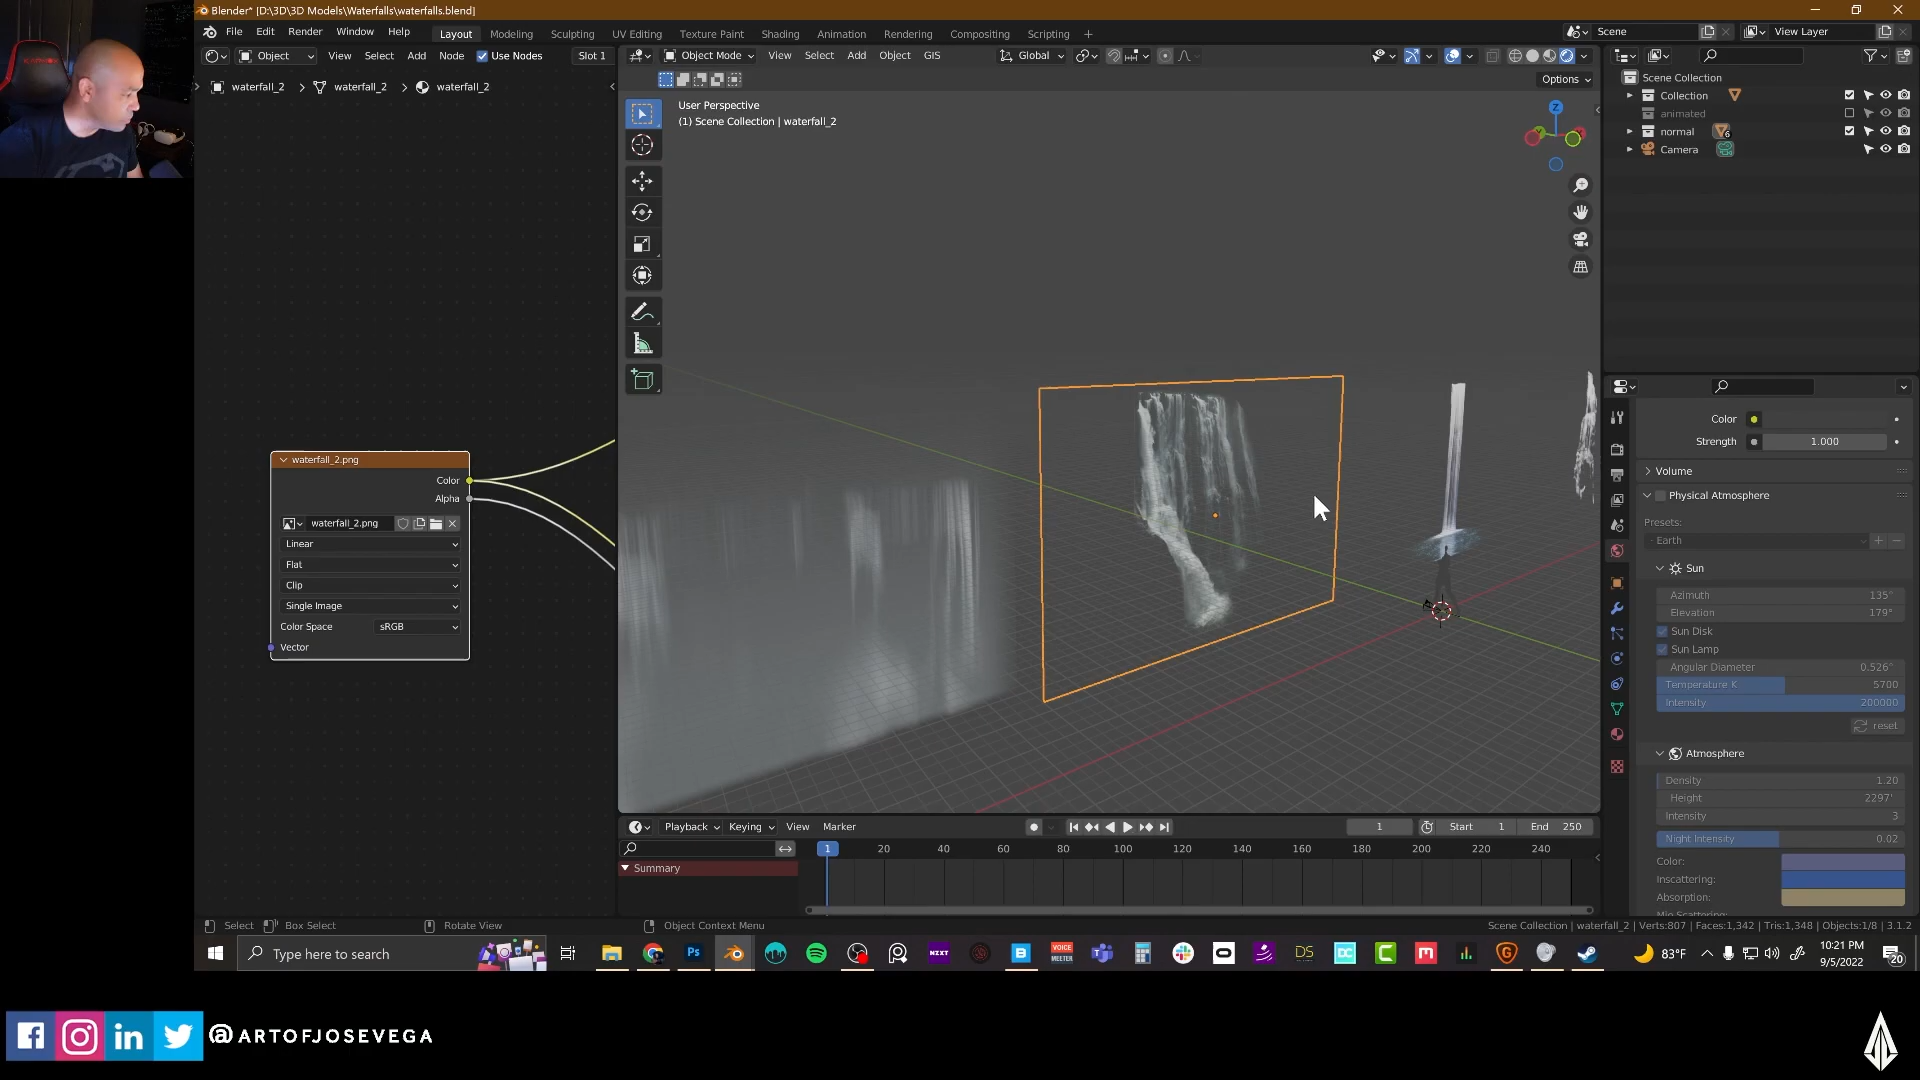 Blender* [D:\3D\3D Models\Waterfalls\waterfalls.blend]
File Edit Render Window Help Layout Modeling Sculpting UV Editing Texture Paint Shading Animation Rendering Compositing Scripting + Scene View Layer
Object View Select Add Node Use Nodes Slot 1 Object Mode View Select Add Object GIS Global
Options
waterfall_2 > waterfall_2 > waterfall_2
User Perspective
(1) Scene Collection | waterfall_2
Scene Collection
Collection
animated
normal
6
Camera
Z
waterfall_2.png
Color
Alpha
waterfall_2.png
Linear
Flat
Clip
Single Image
Color Space sRGB
Vector
Color
Strength 1.000
Volume
Physical Atmosphere
Presets:
Earth
Sun
Azimuth 135°
Elevation 179°
Sun Disk
Sun Lamp
Angular Diameter 0.526°
Temperature K 5700
Intensity 200000
reset
Atmosphere
Density 1.20
Height 2297'
Intensity 3
Night Intensity 0.02
Color:
Inscattering:
Absorption:
Playback Keying View Marker 1 Start 1 End 250
1 20 40 60 80 100 120 140 160 180 200 220 240
Summary
Select Box Select Rotate View Object Context Menu Scene Collection | waterfall_2 | Verts:807 | Faces:1,342 | Tris:1,348 | Objects:1/8 | 3.1.2
Type here to search
Ps
NZXT
B
VOICE MEETER
DS
C
M
G
83°F
10:21 PM
9/5/2022
20
@ARTOFJOSEVEGA